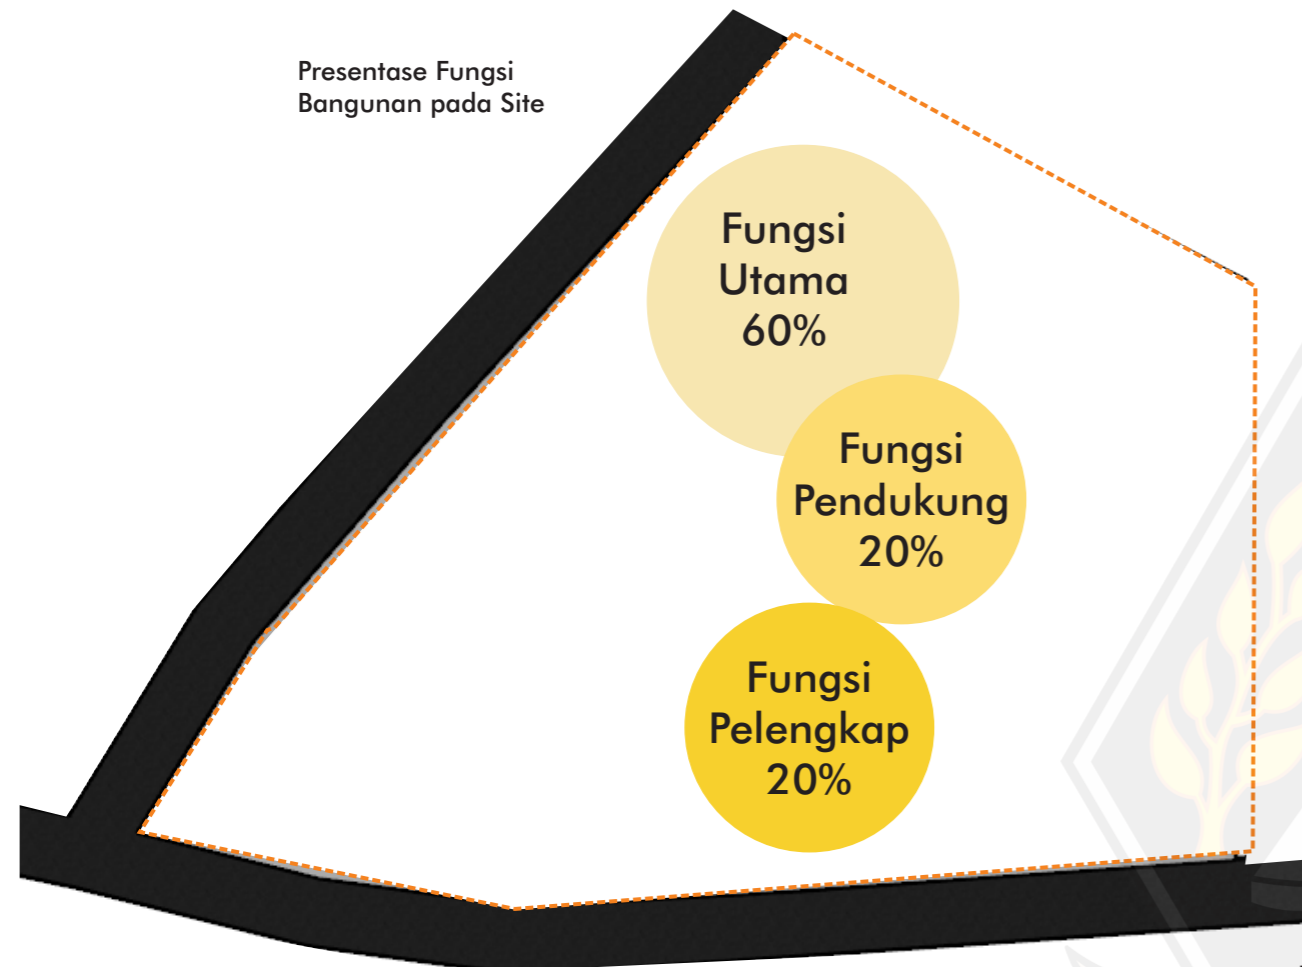 Presentase Fungsi
Bangunan pada Site
Fungsi
Utama
60%
Fungsi
Pendukung
20%
Fungsi
Pelengkap
20%